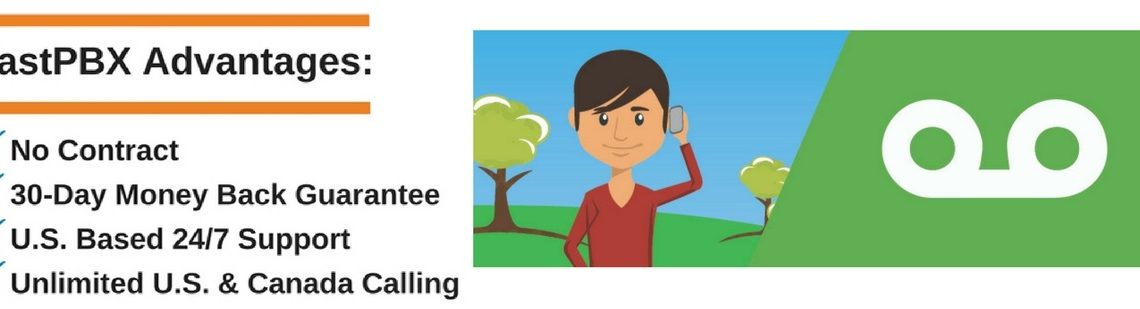 astPBX Advantages:
No Contract
30-Day Money Back Guarantee
U.S. Based 24/7 Support
Unlimited U.S. & Canada Calling